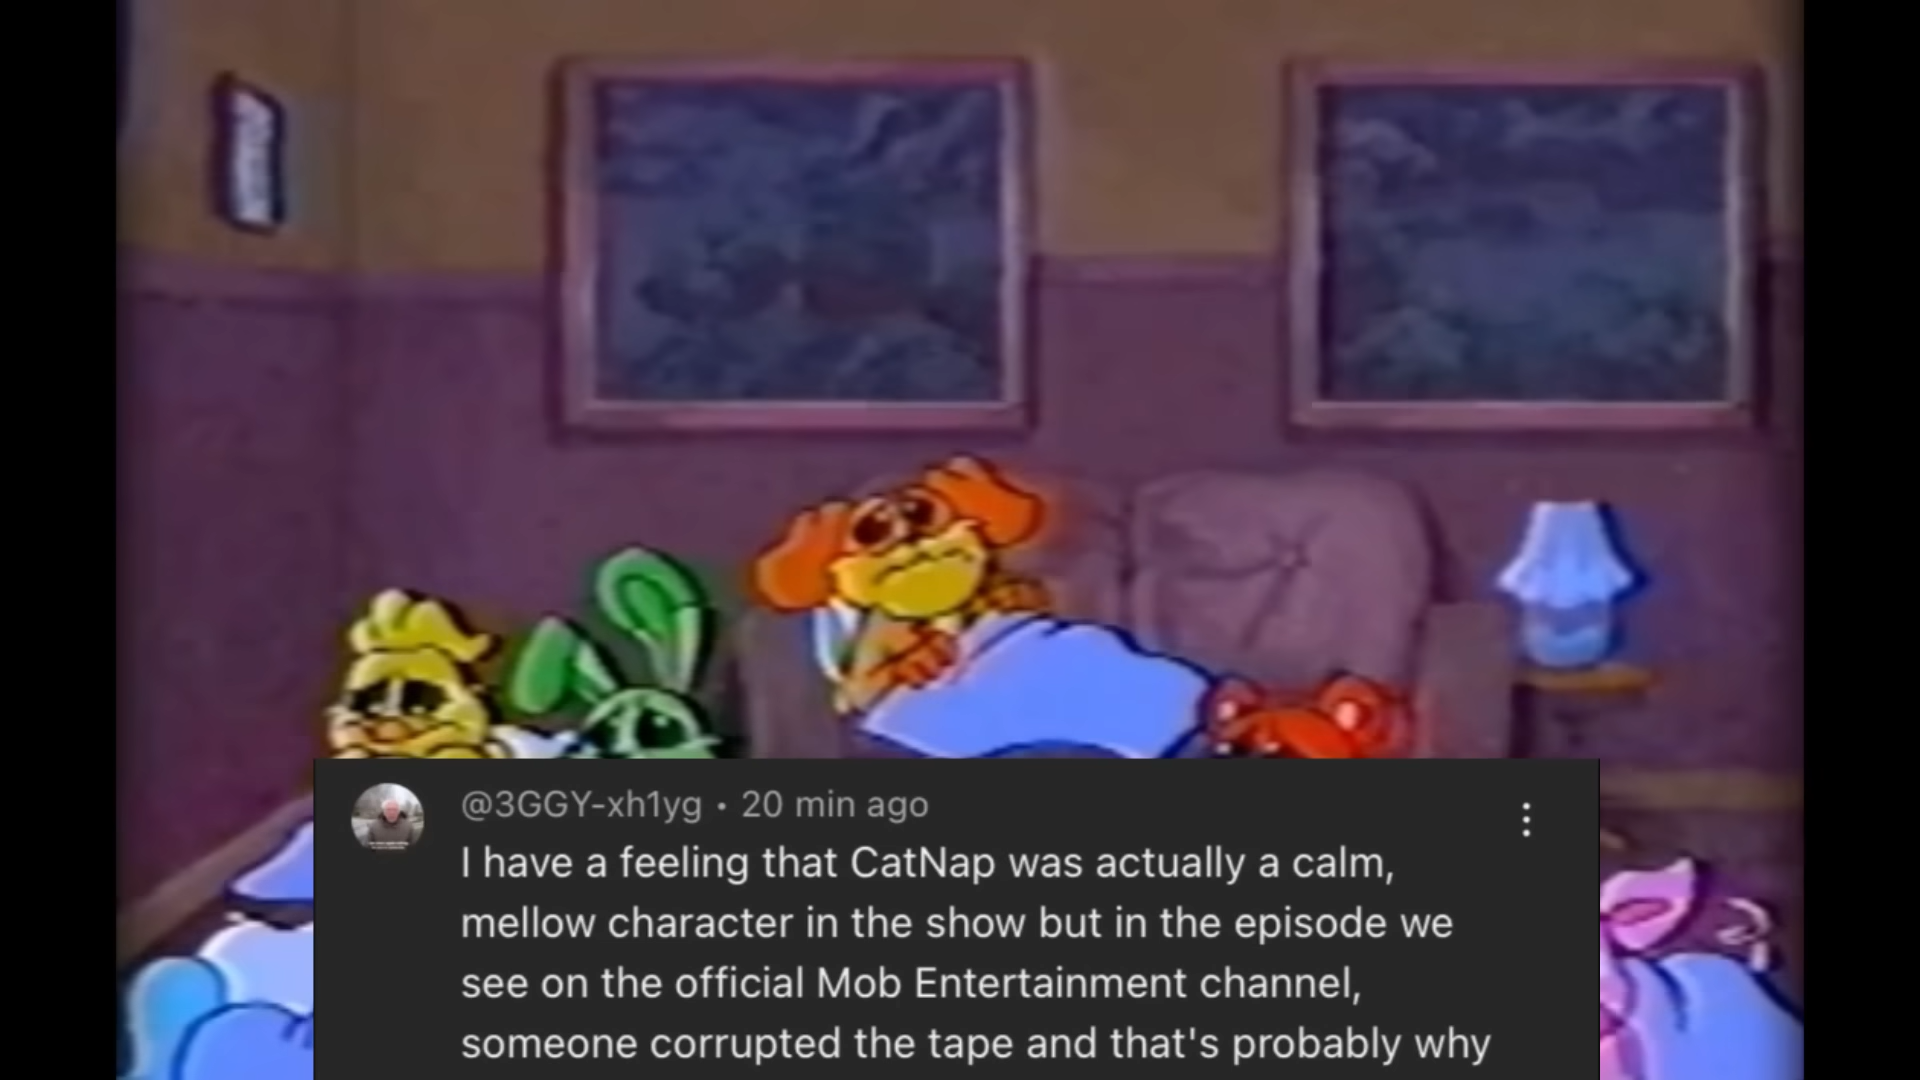 @3GGY-xh1yg • 20 min ago
I have a feeling that CatNap was actually a calm,
mellow character in the show but in the episode we
see on the official Mob Entertainment channel,
someone corrupted the tape and that's probably why